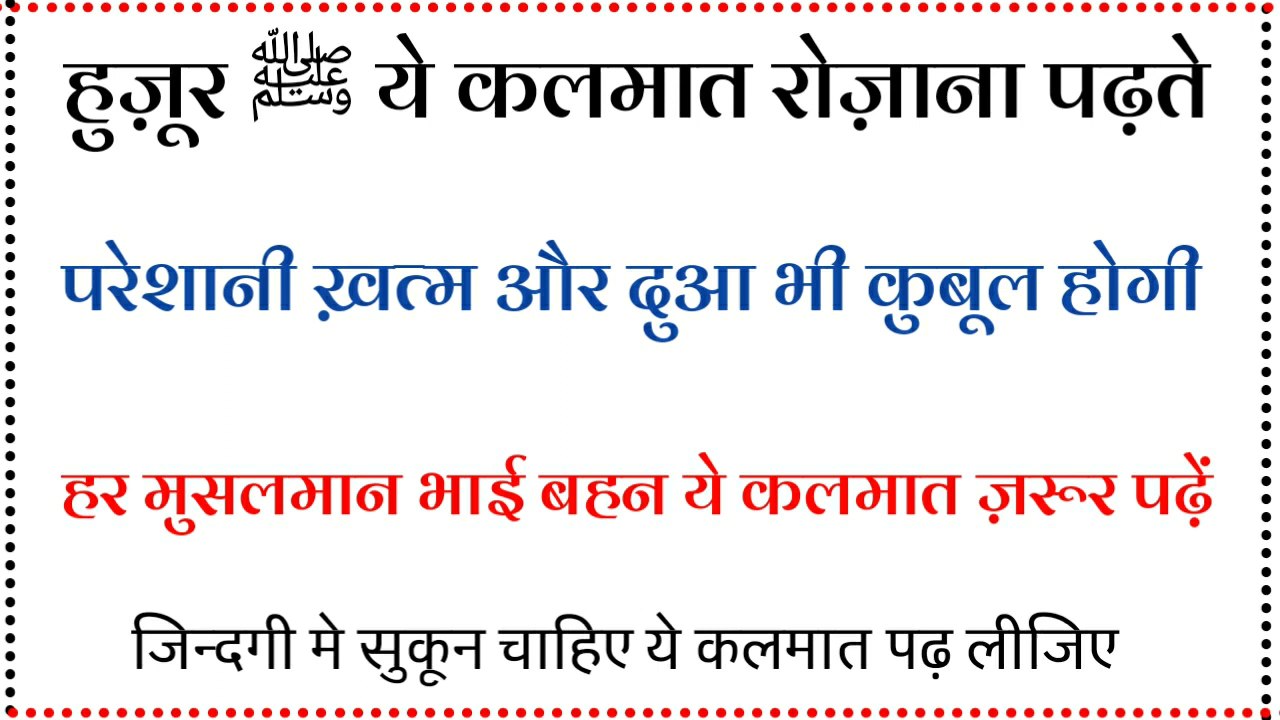 हुज़ूर ﷺ ये कलमात रोज़ाना पढ़ते
परेशानी ख़त्म और दुआ भी कुबूल होगी
हर मुसलमान भाई बहन ये कलमात ज़रूर पढ़ें
जिन्दगी मे सुकून चाहिए ये कलमात पढ़ लीजिए